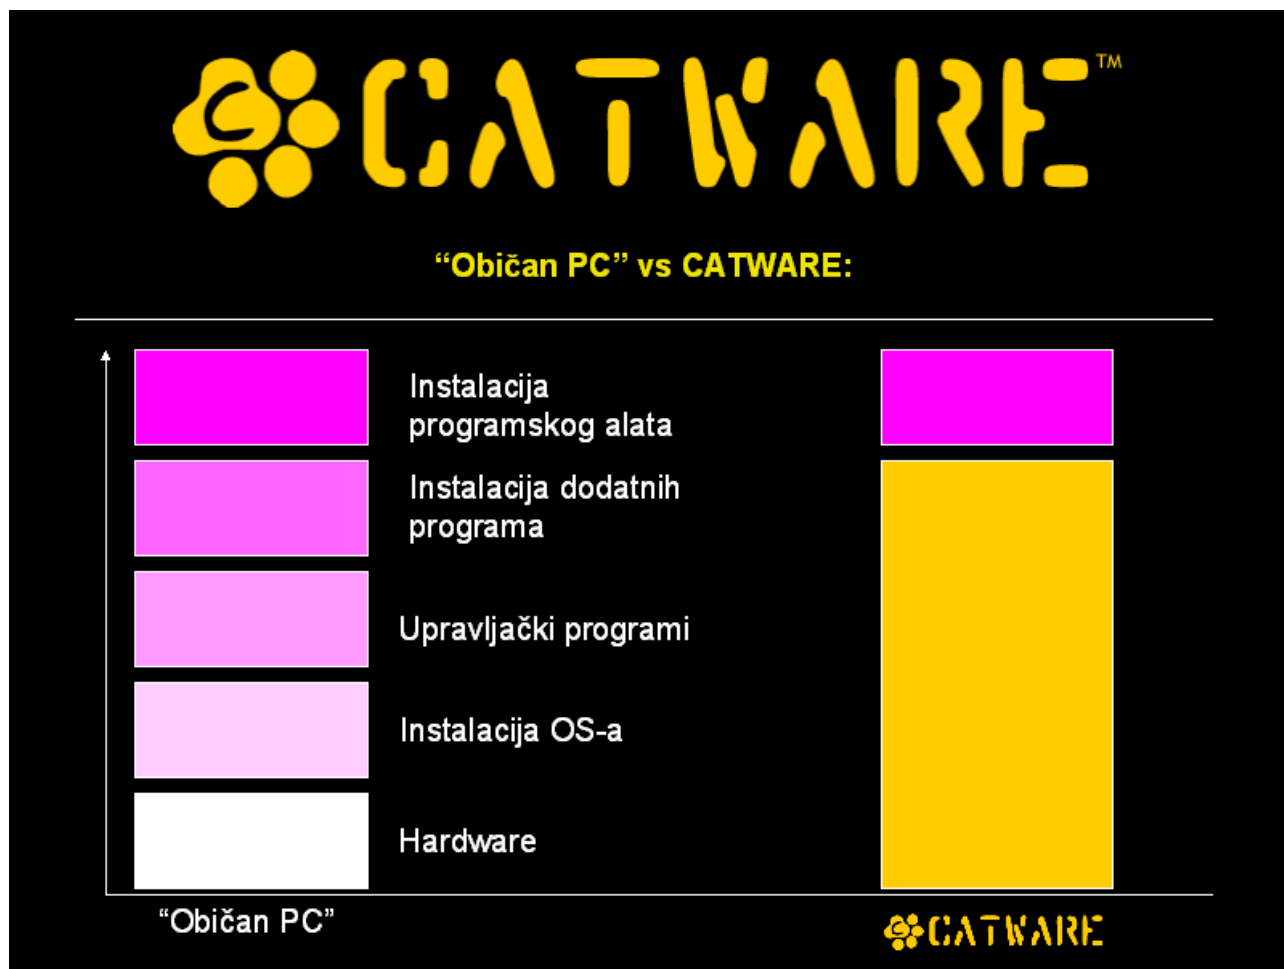 CATWARE™
“Običan PC” vs CATWARE:
Instalacija
programskog alata
Instalacija dodatnih
programa
Upravljački programi
Instalacija OS-a
Hardware
“Običan PC”
CATWARE